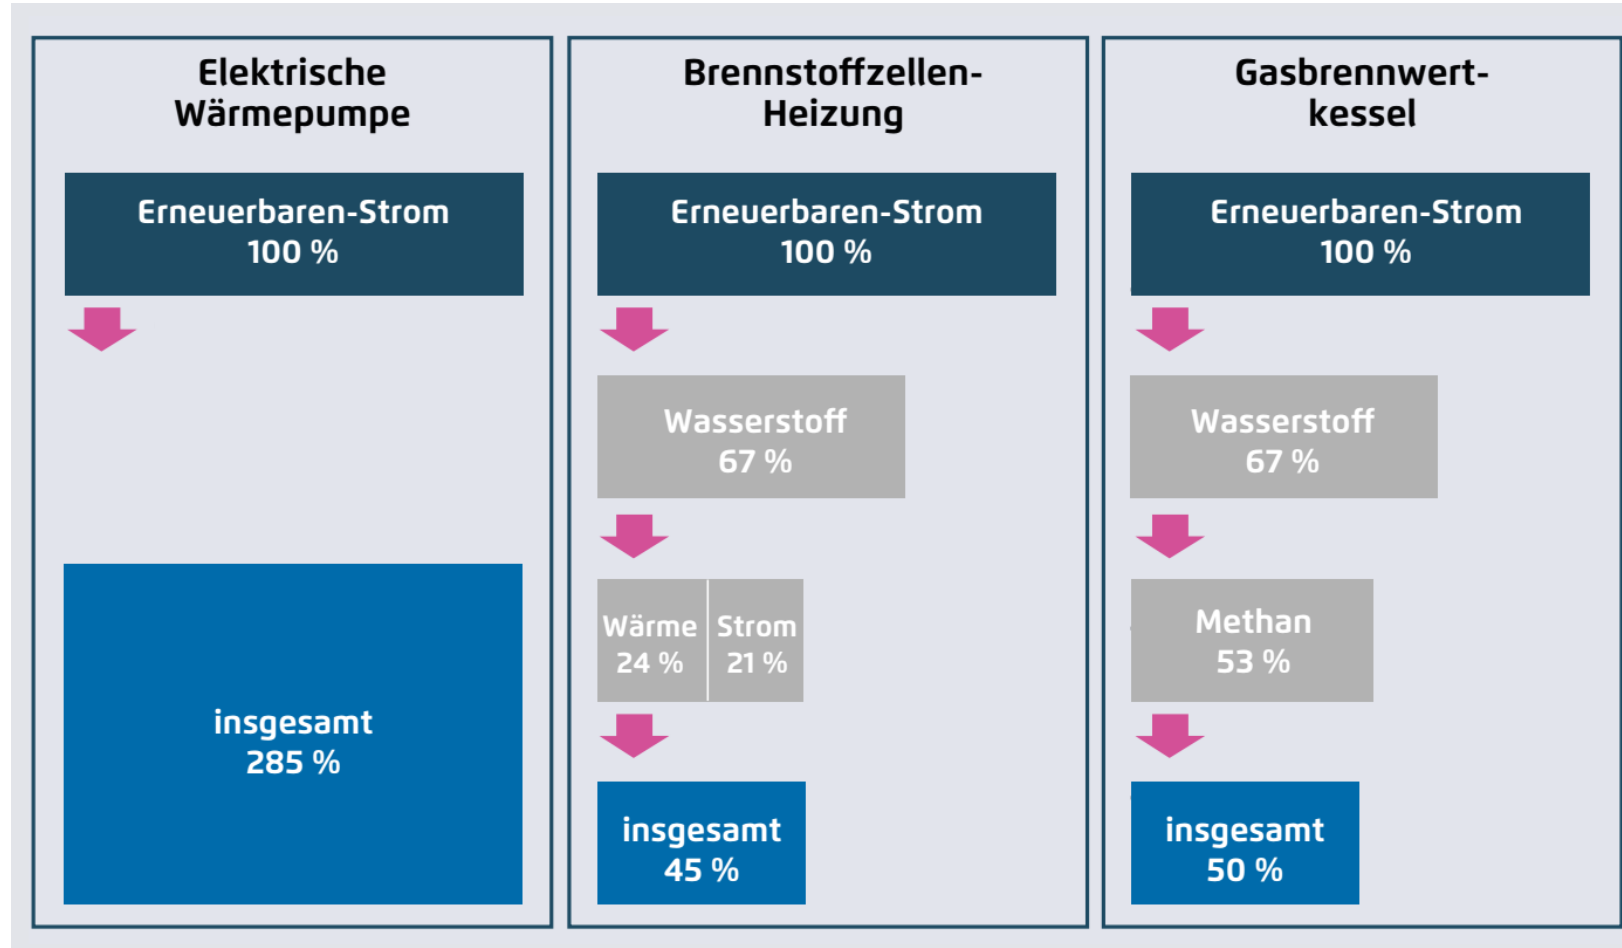 Elektrische
Wärmepumpe
Erneuerbaren-Strom
100 %
insgesamt
285 %
Brennstoffzellen-
Heizung
Erneuerbaren-Strom
100 %
Wasserstoff
67 %
Wärme
24 %
Strom
21 %
insgesamt
45 %
Gasbrennwert-
kessel
Erneuerbaren-Strom
100 %
Wasserstoff
67 %
Methan
53 %
insgesamt
50 %